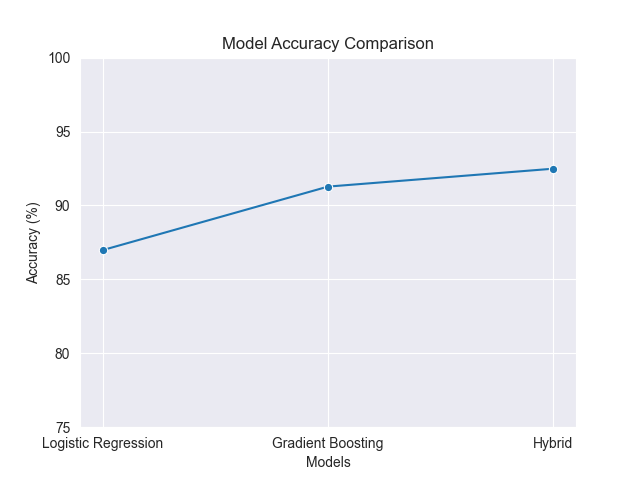 Model Accuracy Comparison
100
95
90
85
80
75
Accuracy (%)
Logistic Regression Gradient Boosting Hybrid
Models